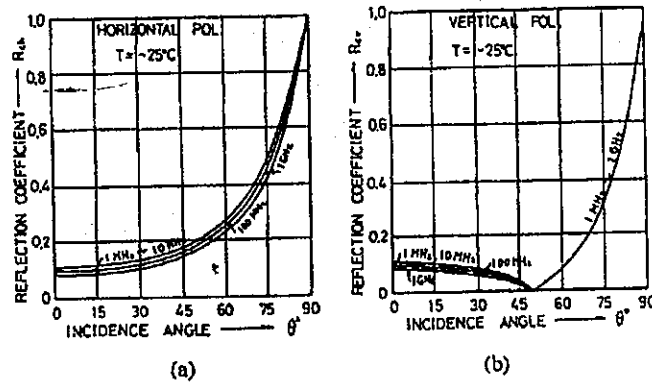 HORIZONTAL POL.
T = -25°C
REFLECTION COEFFICIENT → Rch
1,0
0,8
0,6
0,4
0,2
0
1 MHz - 10 MHz
100 MHz
1 GHz
0 15 30 45 60 75 90
INCIDENCE ANGLE → θ°
(a)
VERTICAL POL.
T = -25°C
REFLECTION COEFFICIENT → Rcv
1.0
0.8
0.6
0.4
0.2
0
1 MHz 10 MHz
100 MHz
1 GHz
1 MHz - 1 GHz
0 15 30 45 60 75 90
INCIDENCE ANGLE → θ°
(b)